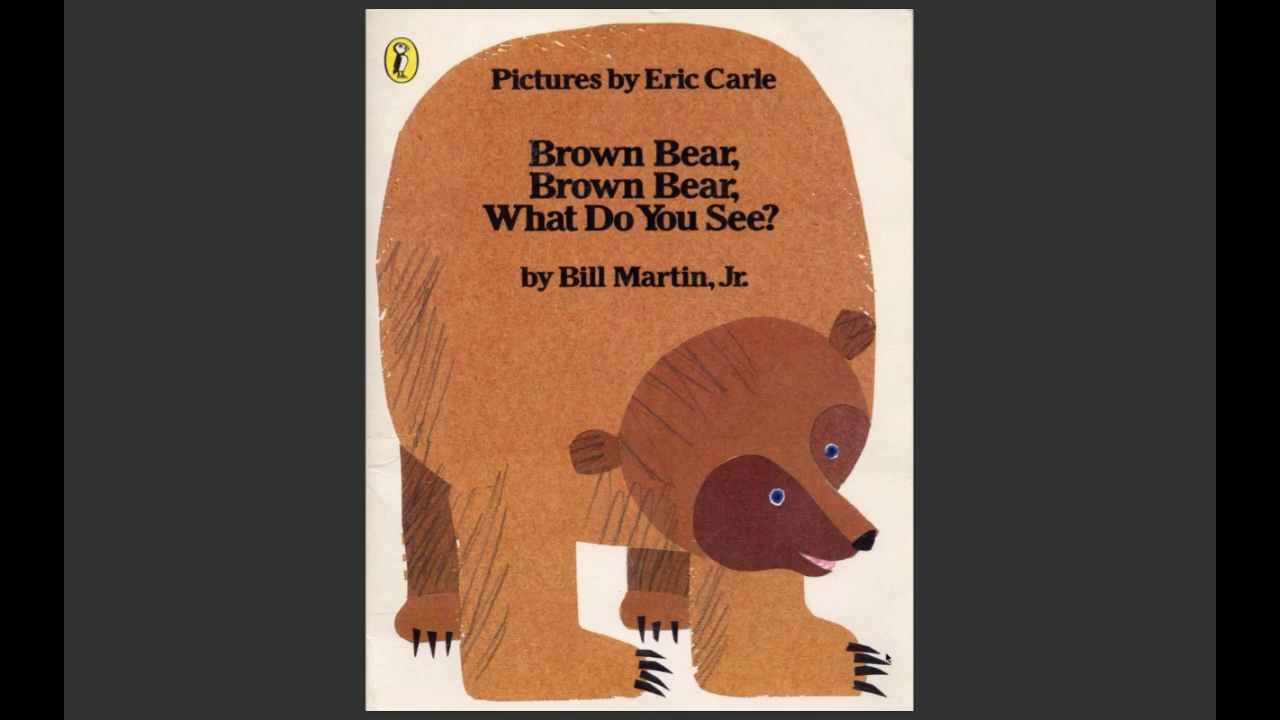 Pictures by Eric Carle
Brown Bear,
Brown Bear,
What Do You See?
by Bill Martin, Jr.